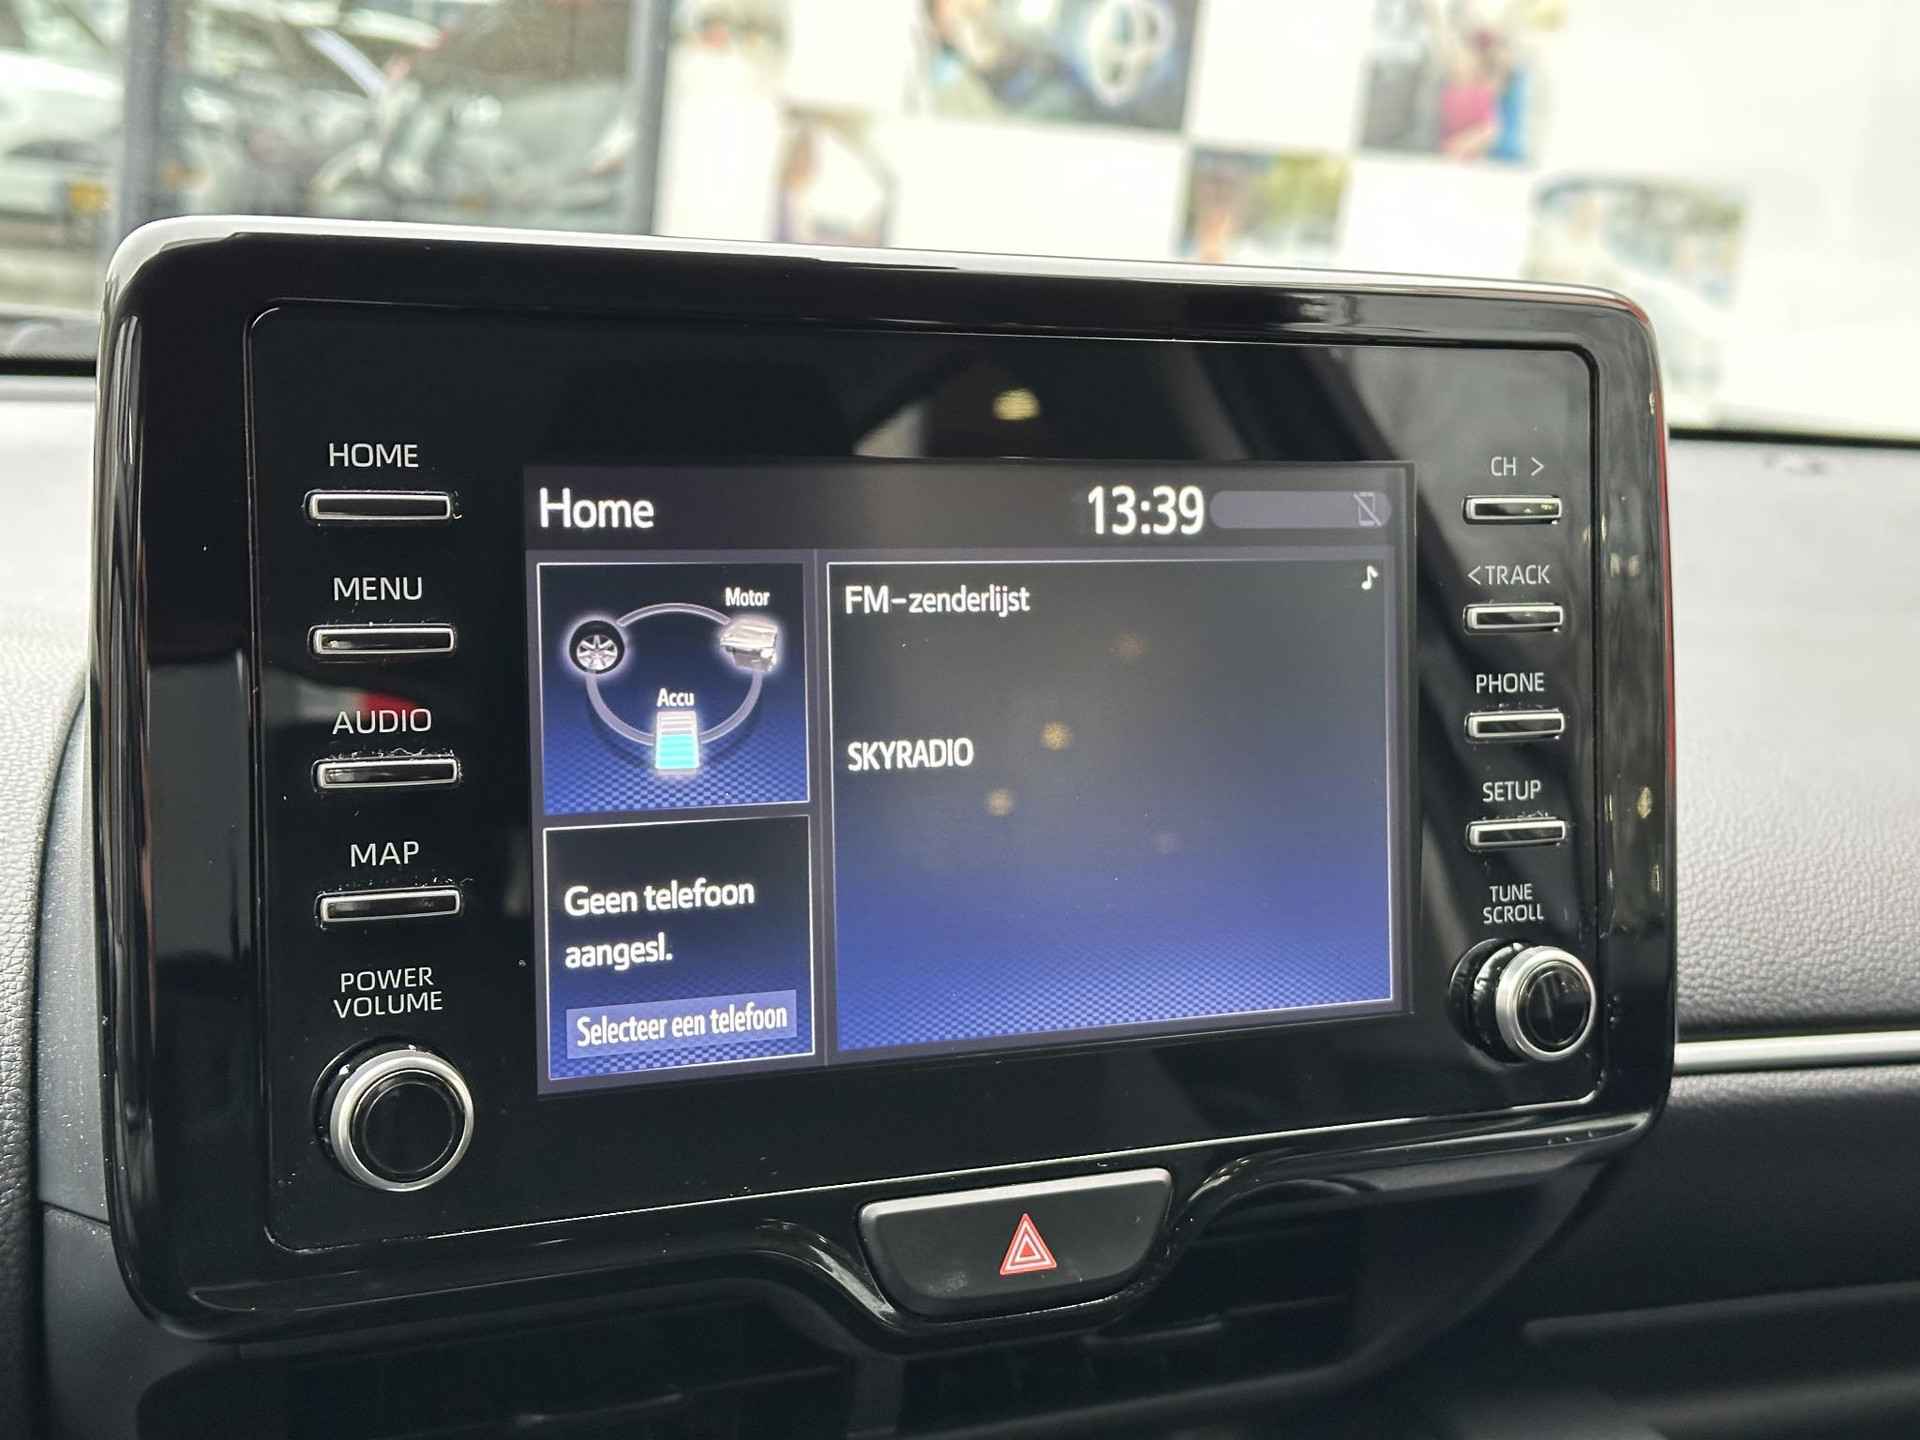 HOME
MENU
AUDIO
MAP
POWER
VOLUME
Home
13:39
Motor
Accu
Geen telefoon
aangesl.
Selecteer een telefoon
FM-zenderlijst
SKYRADIO
CH >
<TRACK
PHONE
SETUP
TUNE
SCROLL